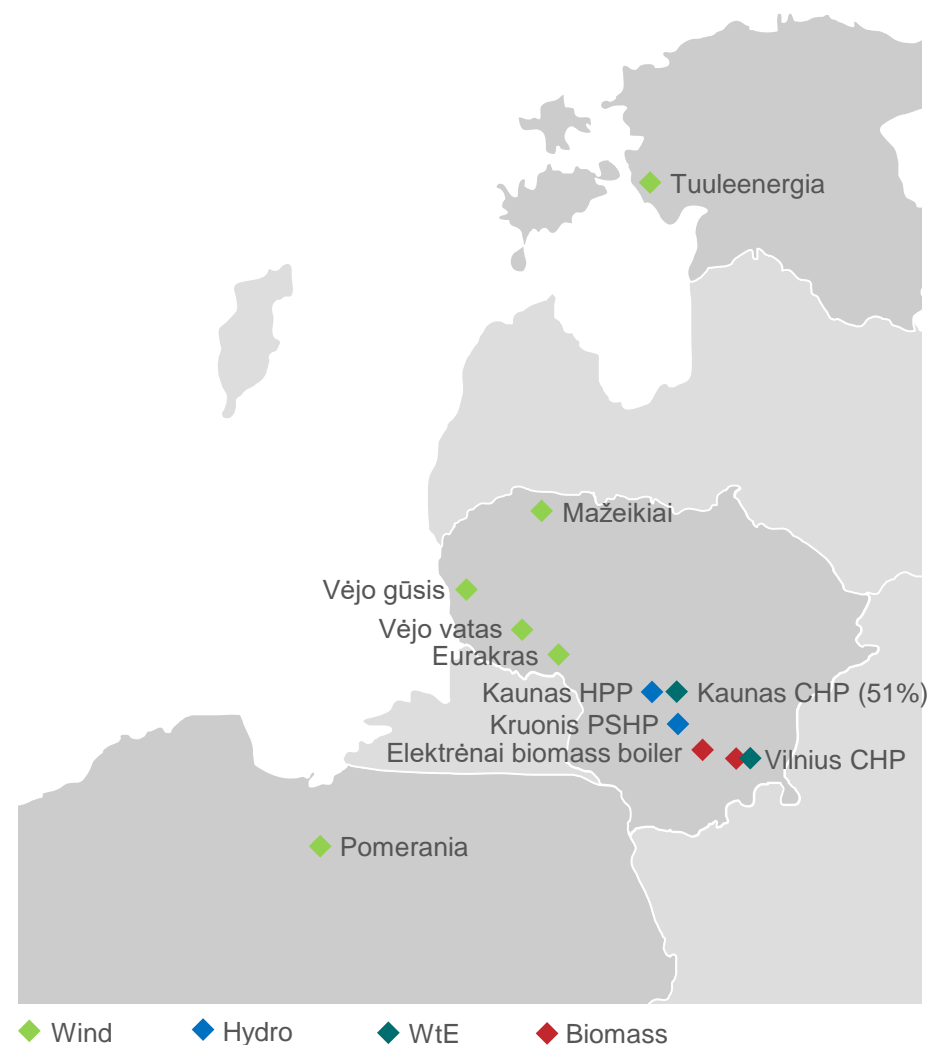 Tuuleenergia
Mažeikiai
Vėjo gūsis
Vėjo vatas
Eurakras
Kaunas HPP
Kaunas CHP (51%)
Kruonis PSHP
Elektrėnai biomass boiler
Vilnius CHP
Pomerania
Wind
Hydro
WtE
Biomass